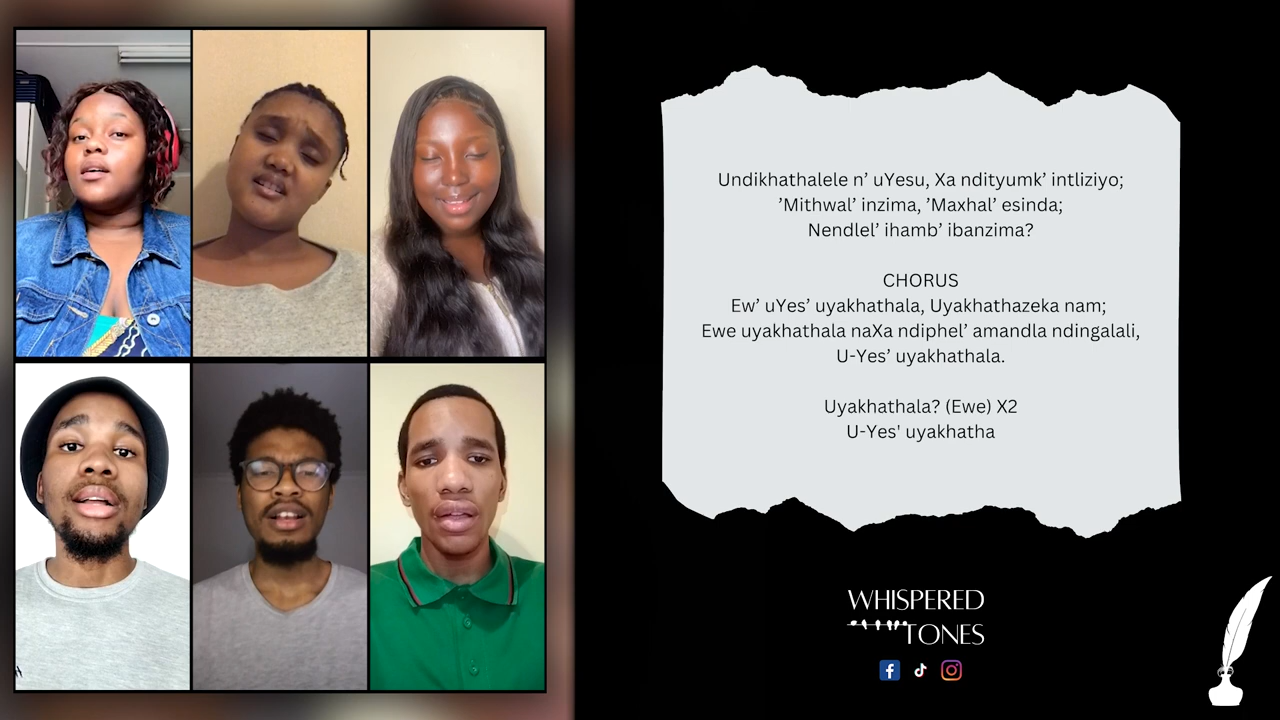 Undikhathalele n’ uYesu, Xa ndityumk’ intliziyo;
’Mithwal’ inzima, ’Maxhal’ esinda;
Nendlel’ ihamb’ ibanzima?
CHORUS
Ew’ uYes’ uyakhathala, Uyakhathazeka nam;
Ewe uyakhathala naXa ndiphel’ amandla ndingalali,
U-Yes’ uyakhathala.
Uyakhathala? (Ewe) X2
U-Yes' uyakhatha
WHISPERED
TONES